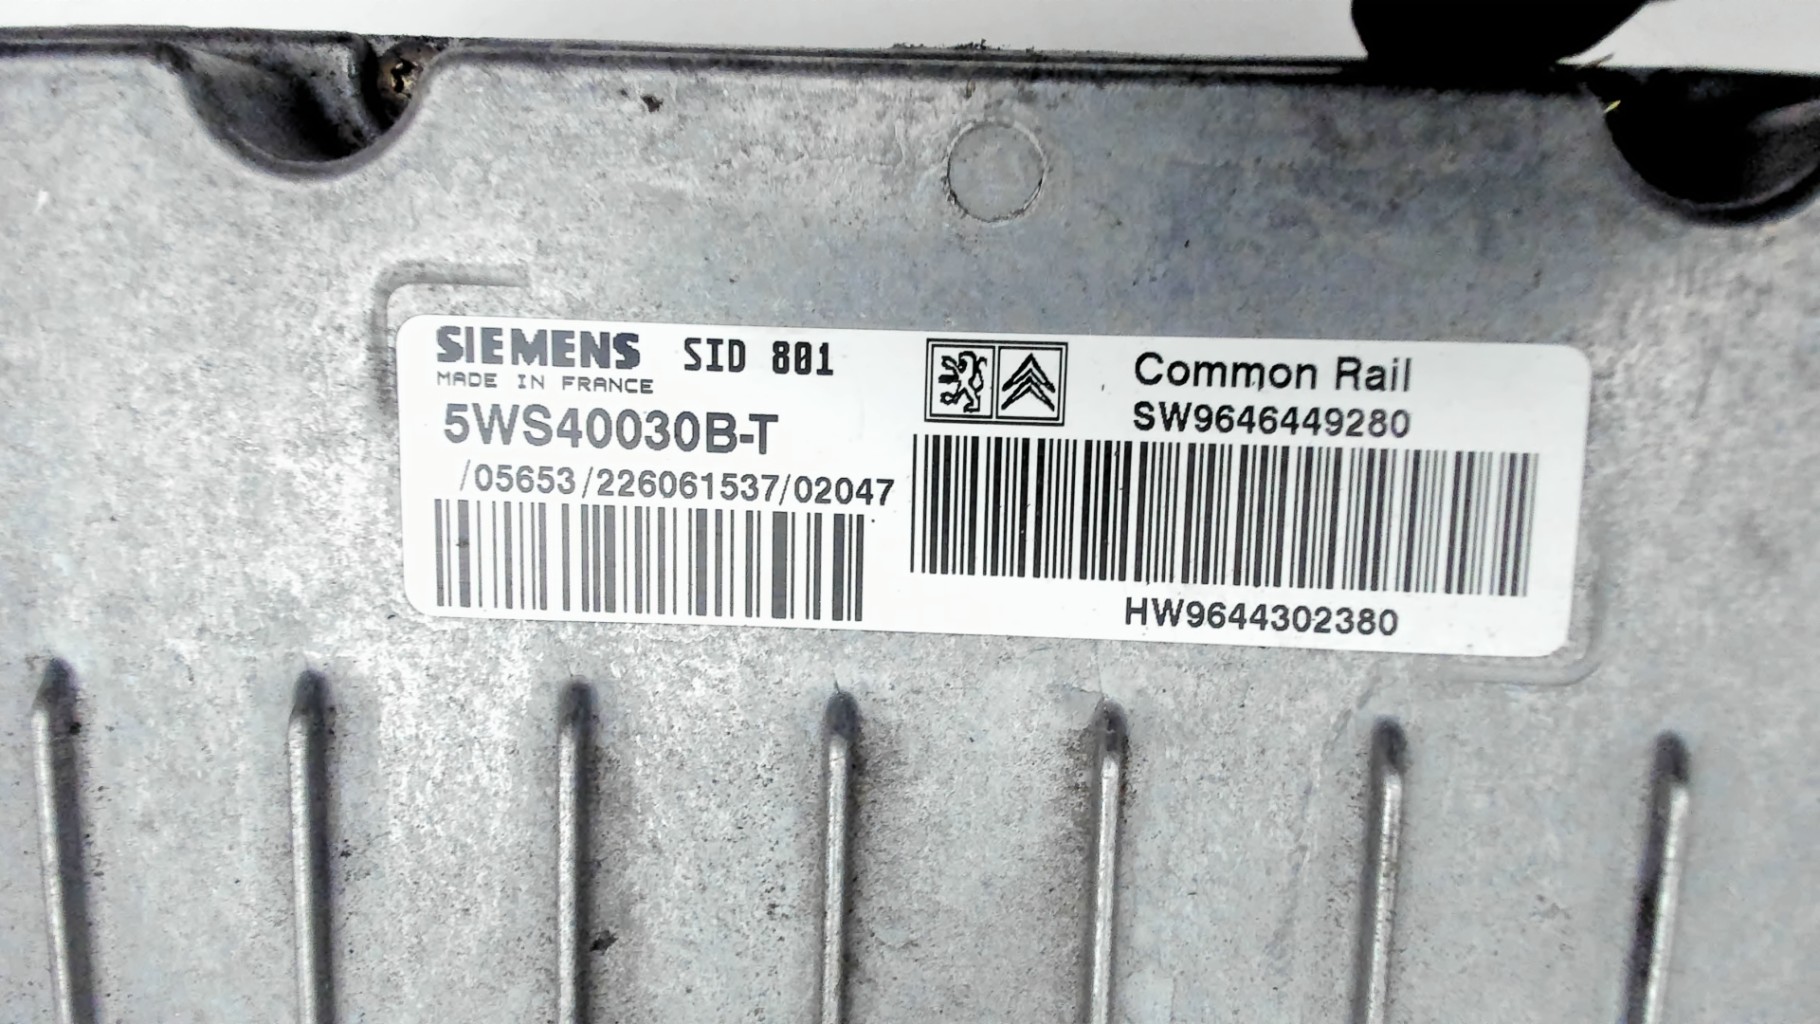 SIEMENS SID 801
MADE IN FRANCE
5WS40030B-T
/05653/226061537/02047
Common Rail
SW9646449280
HW9644302380